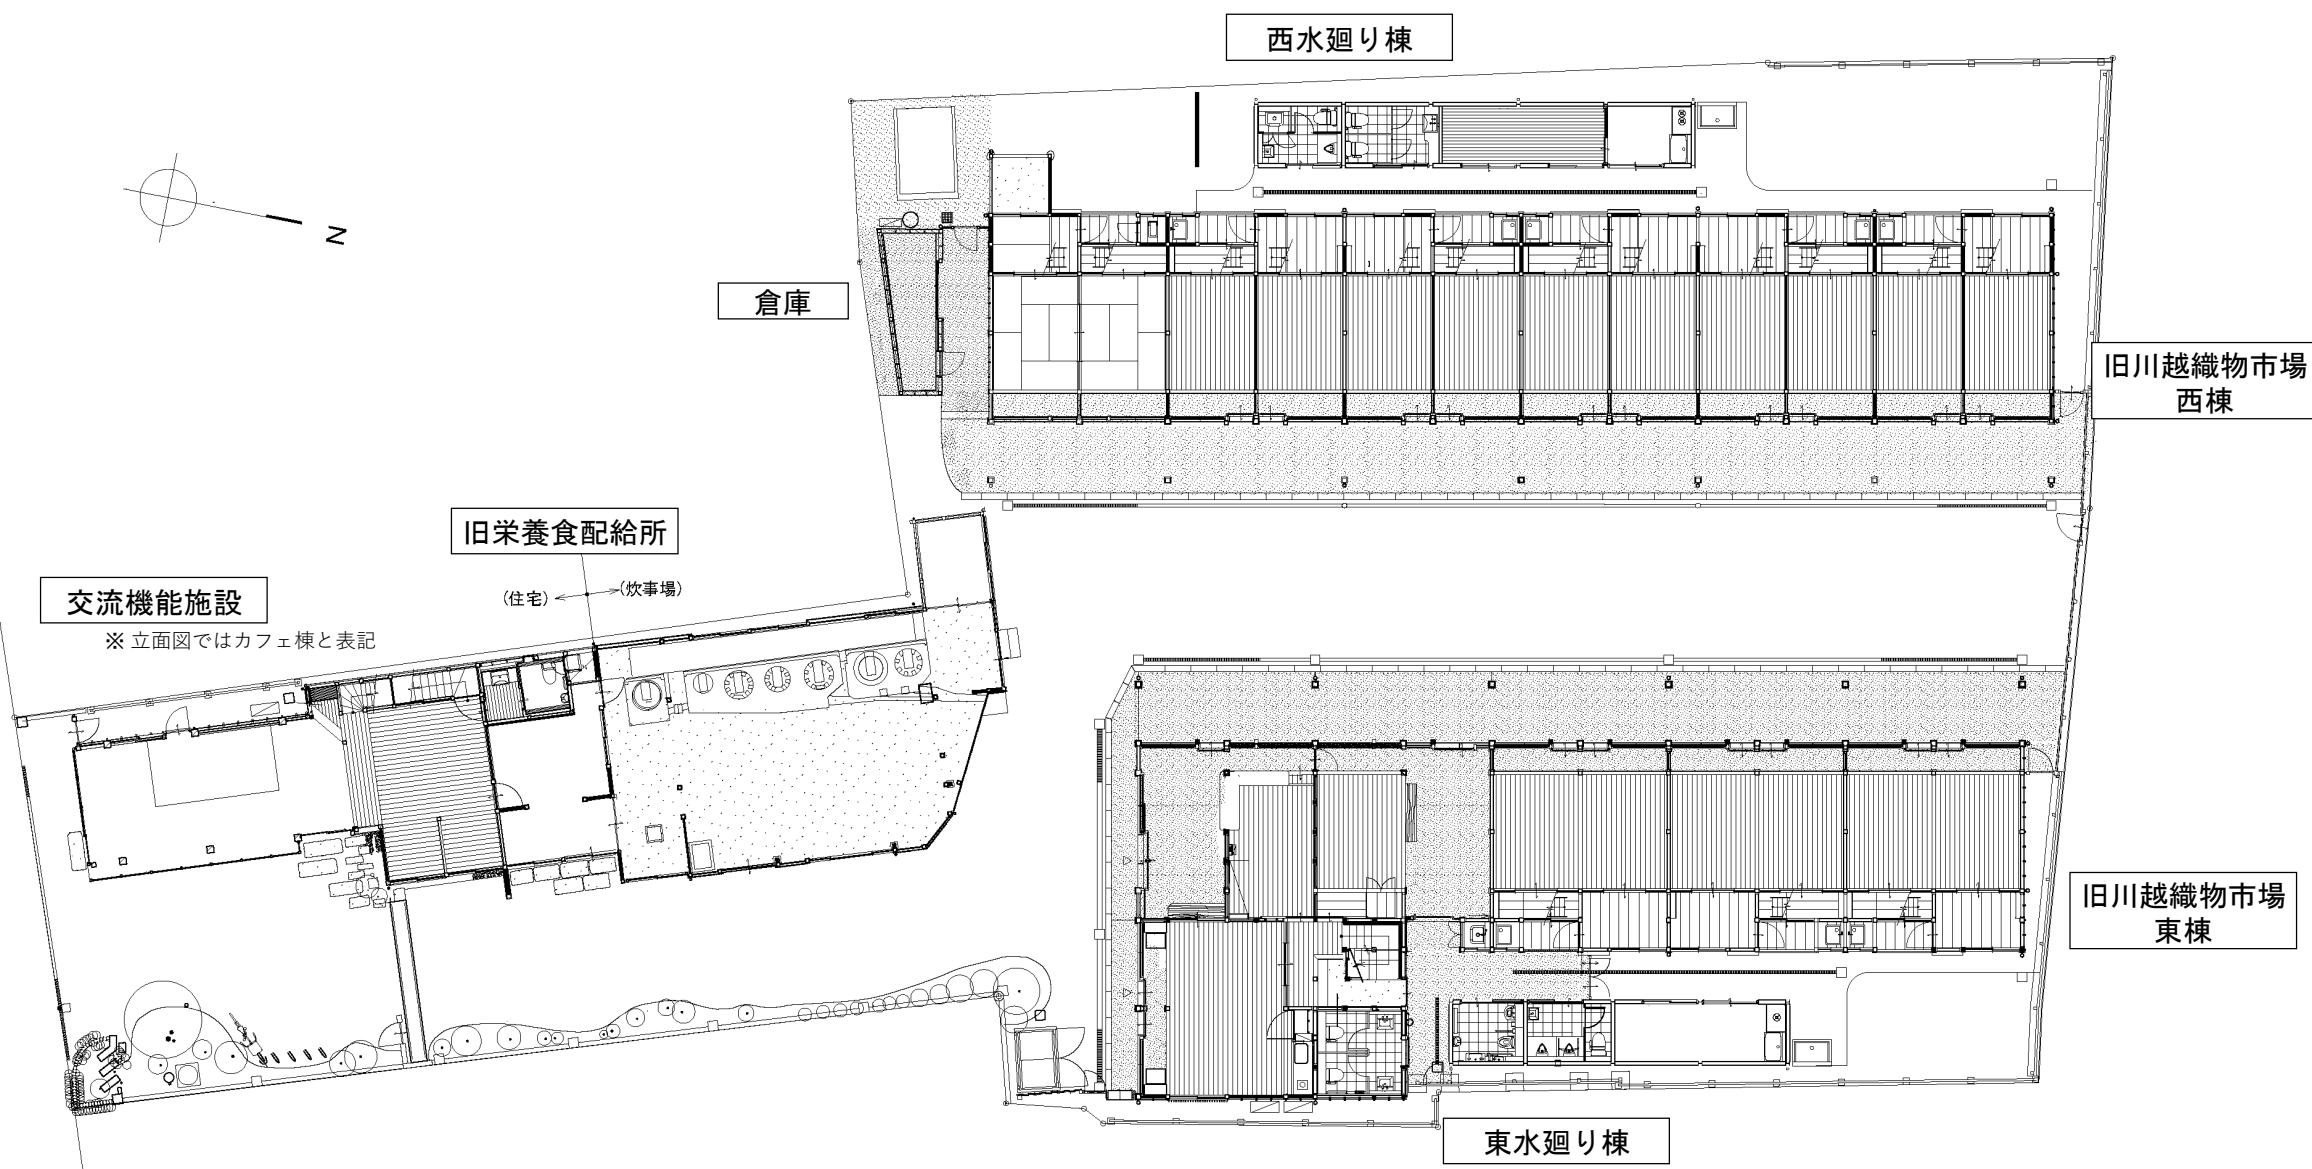 西水廻り棟
N
倉庫
旧川越織物市場
西棟
旧栄養食配給所
(住宅)
(炊事場)
交流機能施設
※ 立面図ではカフェ棟と表記
旧川越織物市場
東棟
東水廻り棟